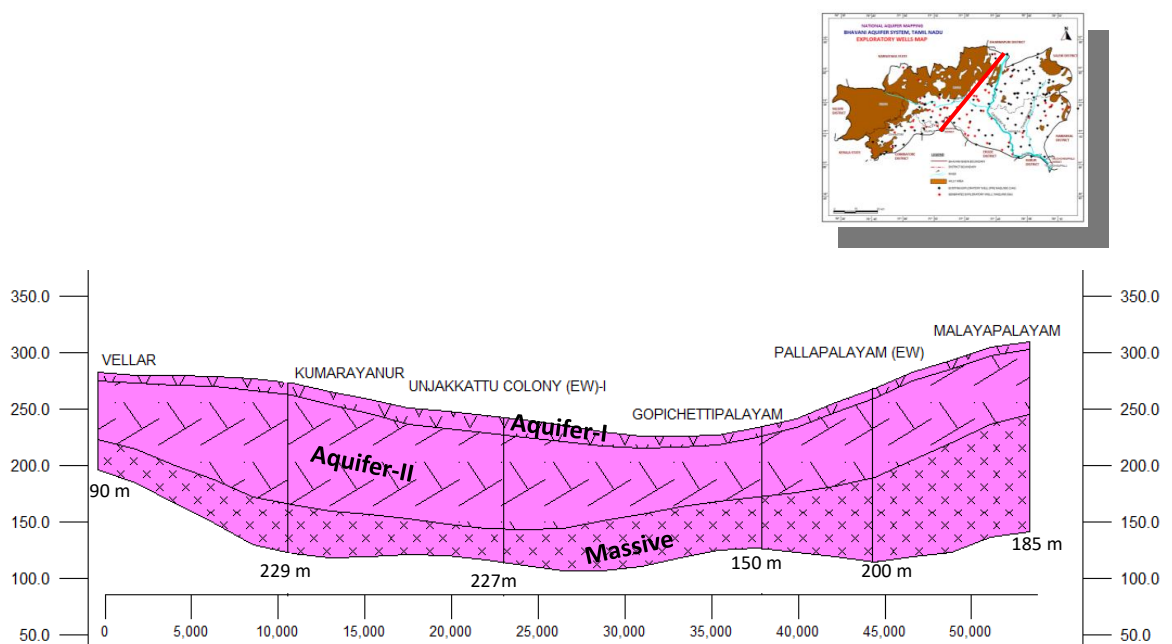 NATIONAL AQUIFER MAPPING
BHAVANI AQUIFER SYSTEM, TAMIL NADU
EXPLORATORY WELLS MAP
350.0
300.0
250.0
200.0
150.0
100.0
50.0
350.0
300.0
250.0
200.0
150.0
100.0
50.0
VELLAR
KUMARAYANUR
UNJAKKATTU COLONY (EW)-I
GOPICHETTIPALAYAM
PALLAPALAYAM (EW)
MALAYAPALAYAM
Aquifer-I
Aquifer-II
Massive
90 m
229 m
227m
150 m
200 m
185 m
0 5,000 10,000 15,000 20,000 25,000 30,000 35,000 40,000 45,000 50,000